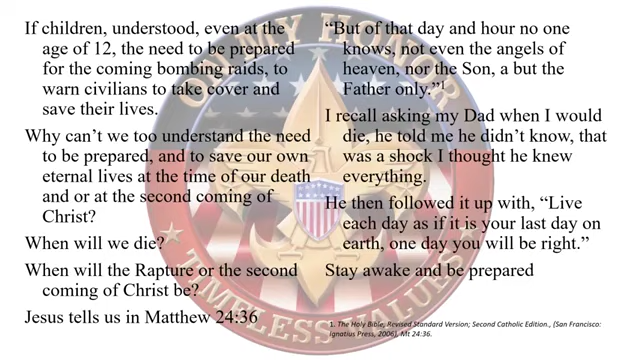 If children, understood, even at the
age of 12, the need to be prepared
for the coming bombing raids, to
warn civilians to take cover and
save their lives.
Why can’t we too understand the need
to be prepared, and to save our own
eternal lives at the time of our death
and or at the second coming of
Christ?
When will we die?
When will the Rapture or the second
coming of Christ be?
Jesus tells us in Matthew 24:36
“But of that day and hour no one
knows, not even the angels of
heaven, nor the Son, a but the
Father only.”1
I recall asking my Dad when I would
die, he told me he didn’t know, that
was a shock I thought he knew
everything.
He then followed it up with, “Live
each day as if it is your last day on
earth, one day you will be right.”
Stay awake and be prepared
1. The Holy Bible, Revised Standard Version; Second Catholic Edition., (San Francisco:
Ignatius Press, 2006), Mt 24:36.
ON MY HONOR
TIMELESS VALUES